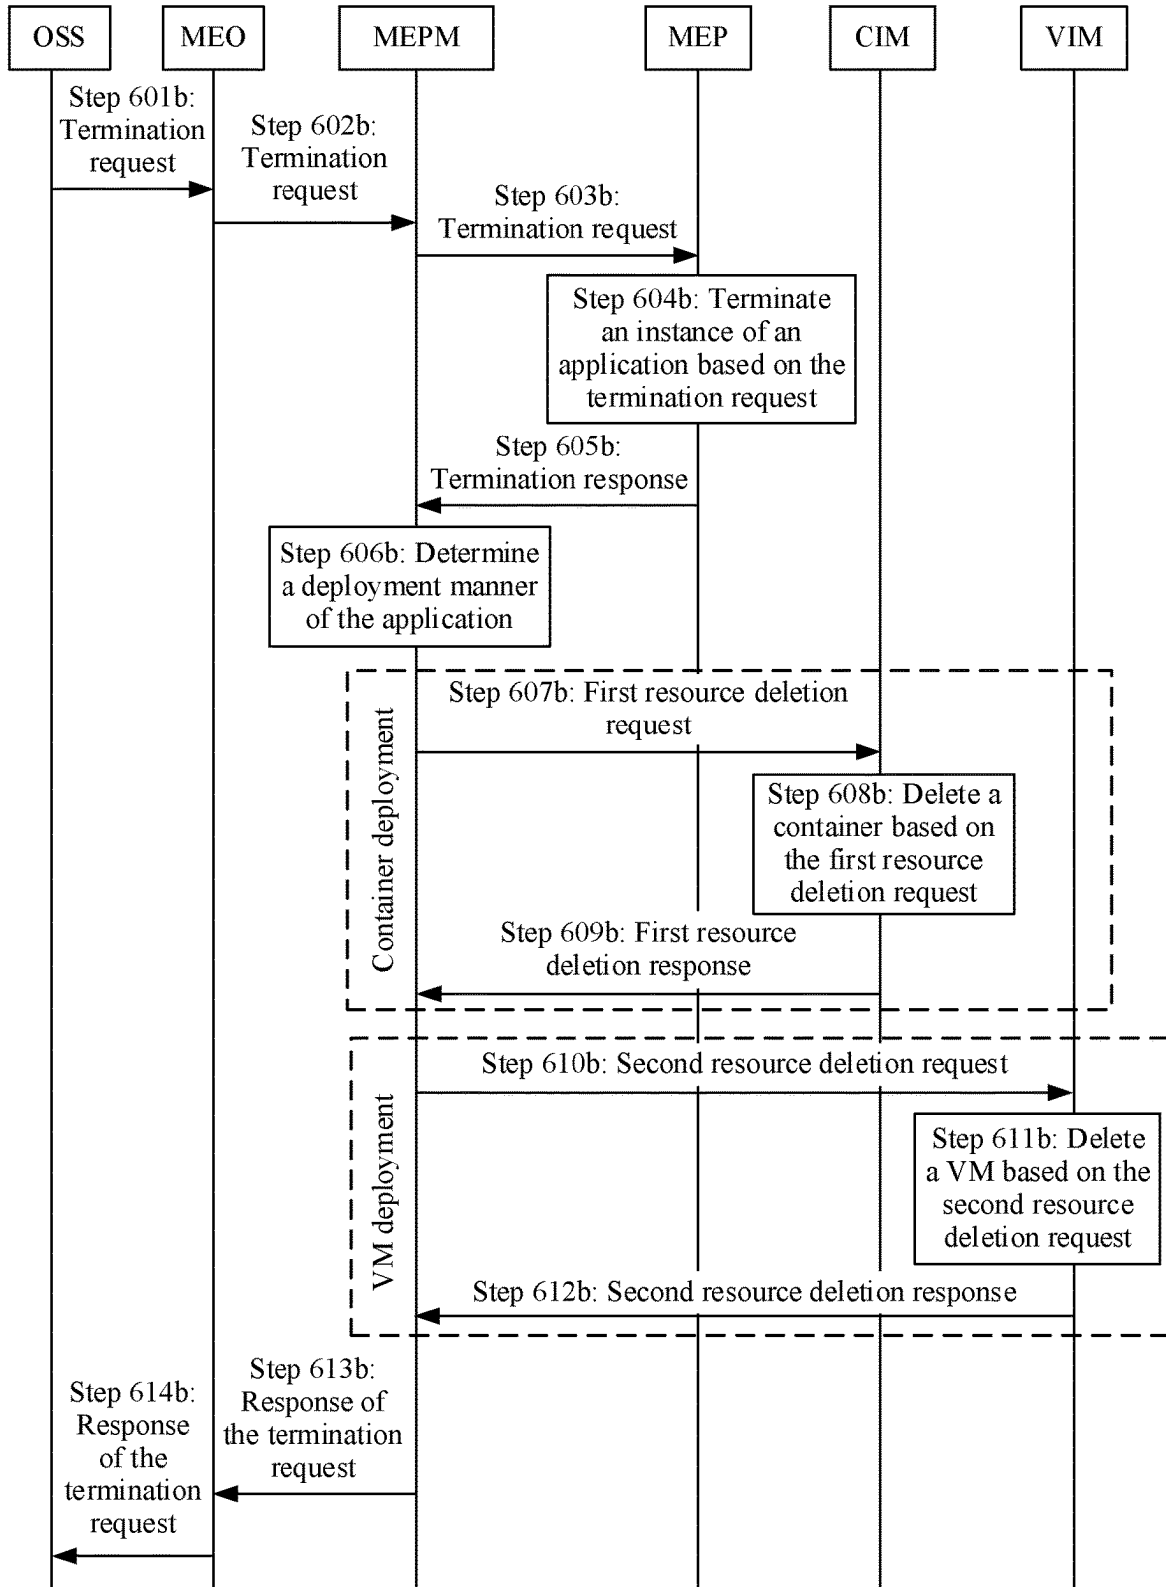 OSS
MEO
MEPM
MEP
CIM
VIM
Step 601b:
Termination
request
Step 602b:
Termination
request
Step 603b:
Termination request
Step 604b: Terminate
an instance of an
application based on the
termination request
Step 605b:
Termination response
Step 606b: Determine
a deployment manner
of the application
Container deployment
Step 607b: First resource deletion
request
Step 608b: Delete a
container based on
the first resource
deletion request
Step 609b: First resource
deletion response
VM deployment
Step 610b: Second resource deletion request
Step 611b: Delete
a VM based on the
second resource
deletion request
Step 612b: Second resource deletion response
Step 613b:
Response of
the termination
request
Step 614b:
Response
of the
termination
request